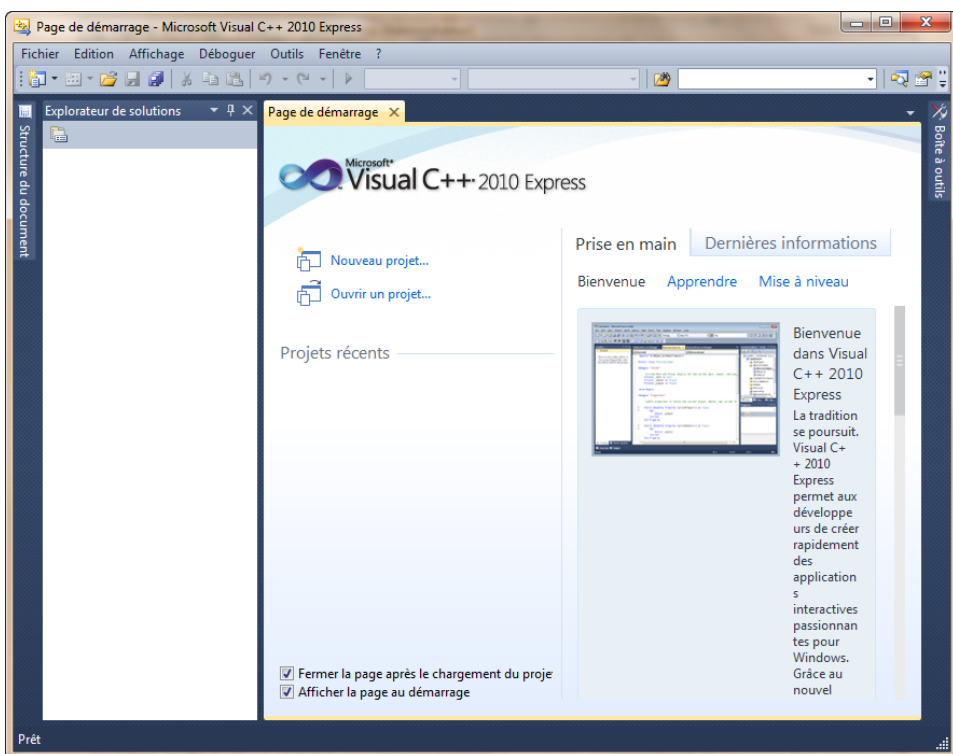 Page de démarrage - Microsoft Visual C++ 2010 Express
Fichier Edition Affichage Déboguer Outils Fenêtre ?
Structure du document
Explorateur de solutions
Page de démarrage
Boîte à outils
Microsoft
Visual C++ 2010 Express
Nouveau projet...
Ouvrir un projet...
Projets récents
Fermer la page après le chargement du proje
Afficher la page au démarrage
Prise en main Dernières informations
Bienvenue Apprendre Mise à niveau
Bienvenue
dans Visual
C++ 2010
Express
La tradition
se poursuit.
Visual C+
+ 2010
Express
permet aux
développe
urs de créer
rapidement
des
application
s
interactives
passionnan
tes pour
Windows.
Grâce au
nouvel
Prêt